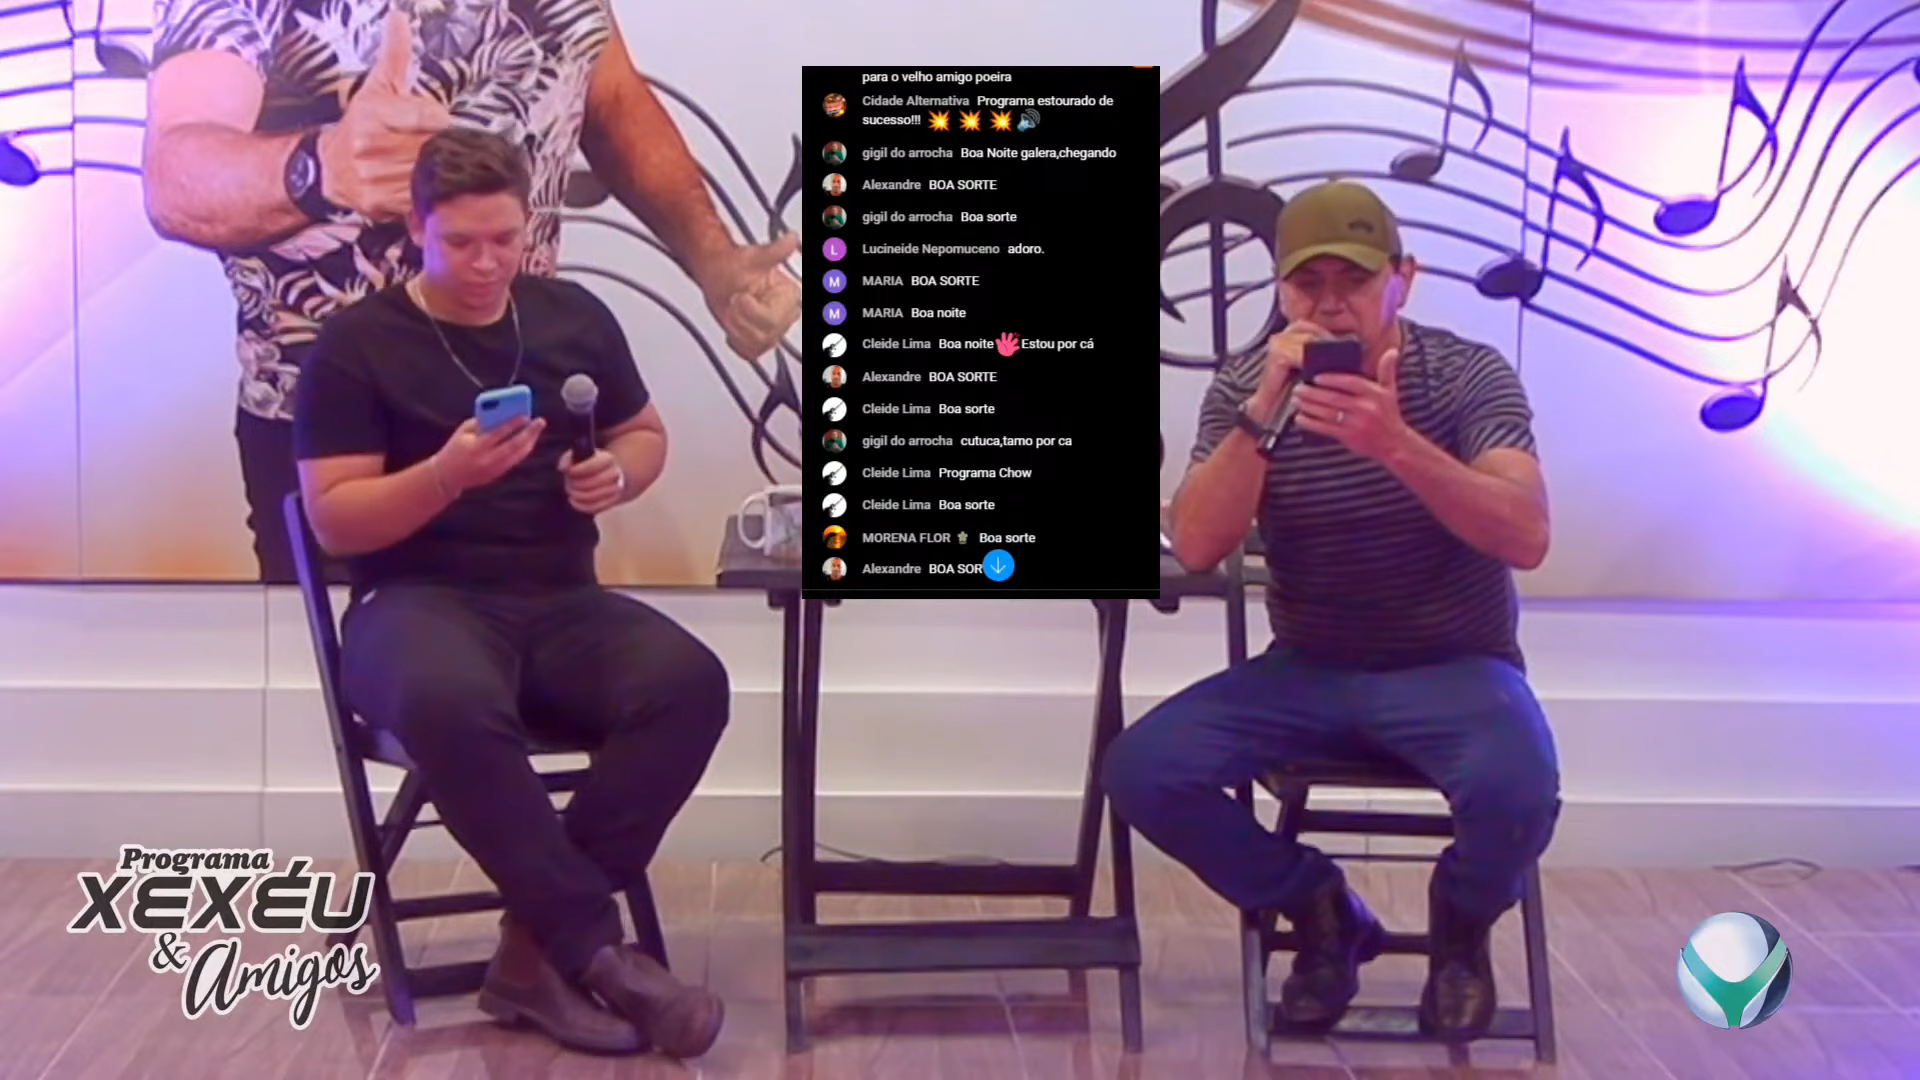 para o velho amigo poeira
Cidade Alternativa Programa estourado de
sucesso!!! 💥 💥 💥 🔊
gigil do arrocha Boa Noite galera,chegando
Alexandre BOA SORTE
gigil do arrocha Boa sorte
L Lucineide Nepomuceno adoro.
M MARIA BOA SORTE
M MARIA Boa noite
Cleide Lima Boa noite👋Estou por cá
Alexandre BOA SORTE
Cleide Lima Boa sorte
gigil do arrocha cutuca,tamo por ca
Cleide Lima Programa Chow
Cleide Lima Boa sorte
MORENA FLOR Boa sorte
Alexandre BOA SOR
Programa
XEXÉU
& Amigos